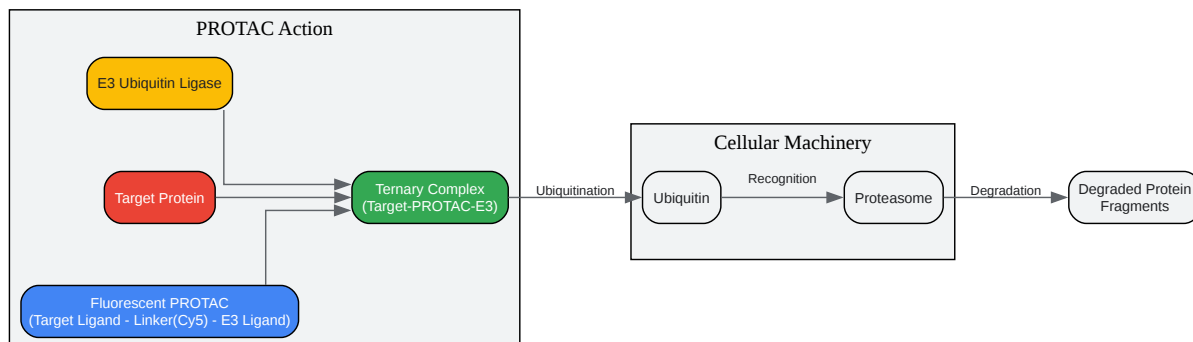 PROTAC Action
E3 Ubiquitin Ligase
Target Protein
Fluorescent PROTAC
(Target Ligand - Linker(Cy5) - E3 Ligand)
Ternary Complex
(Target-PROTAC-E3)
Ubiquitination
Cellular Machinery
Ubiquitin
Recognition
Proteasome
Degradation
Degraded Protein
Fragments